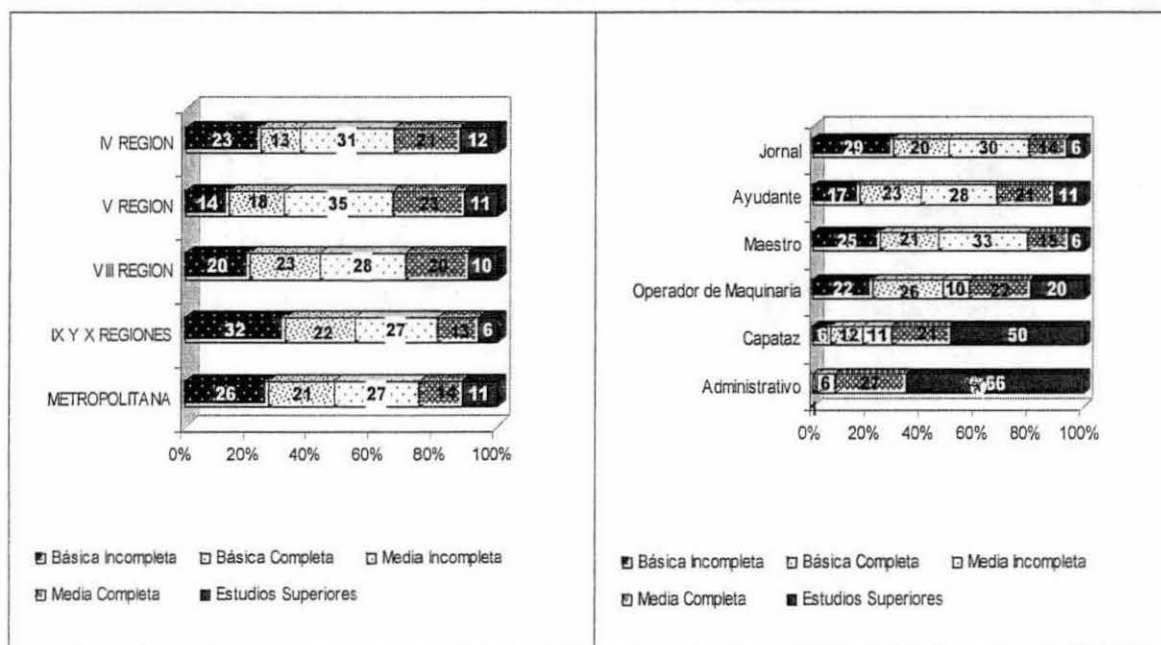 IV REGION 23 13 31 21 12
V REGION 14 18 35 23 11
VIII REGION 20 23 28 20 10
IX Y X REGIONES 32 22 27 13 6
METROPOLITANA 26 21 27 14 11
0% 20% 40% 60% 80% 100%
Básica Incompleta Básica Completa Media Incompleta
Media Completa Estudios Superiores
Jornal 29 20 30 14 6
Ayudante 17 23 28 21 11
Maestro 25 21 33 15 6
Operador de Maquinaria 22 26 10 22 20
Capataz 6 12 11 21 50
Administrativo 6 27 66
0% 20% 40% 60% 80% 100%
Básica Incompleta Básica Completa Media Incompleta
Media Completa Estudios Superiores